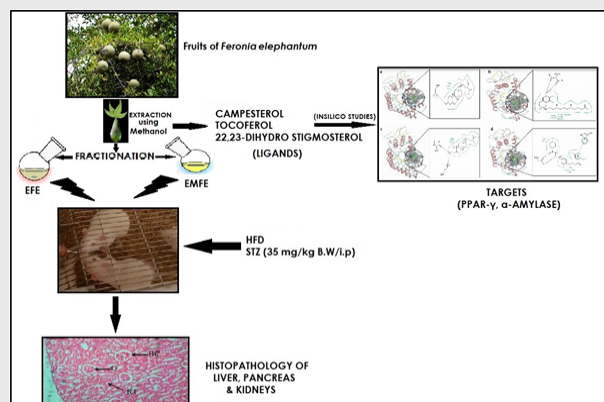 Fruits of Feronia elephantum
EXTRACTION
using
Methanol
CAMPESTEROL
TOCOFEROL
22,23-DIHYDRO STIGMOSTEROL
(LIGANDS)
(INSILICO STUDIES)
FRACTIONATION
EFE
EMFE
TARGETS
(PPAR-γ, α-AMYLASE)
HFD
STZ (35 mg/kg B.W/i.p)
HISTOPATHOLOGY OF
LIVER, PANCREAS
& KIDNEYS